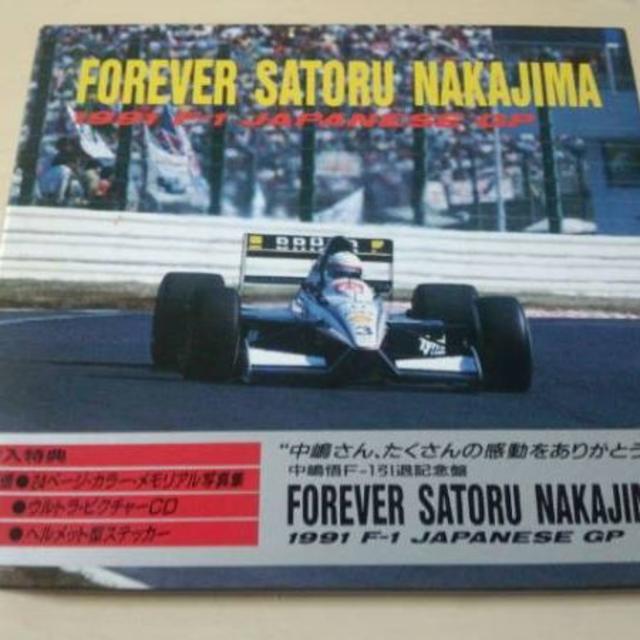 FOREVER SATORU NAKAJIMA
1991 F-1 JAPANESE GP
BRAUN
3
入特典
●24ページ・カラー・メモリアル写真集
●ウルトラ・ピクチャーCD
●ヘルメット型ステッカー
“中嶋さん、たくさんの感動をありがとう
中嶋悟F-1引退記念盤
FOREVER SATORU NAKAJIM
1991 F-1 JAPANESE GP